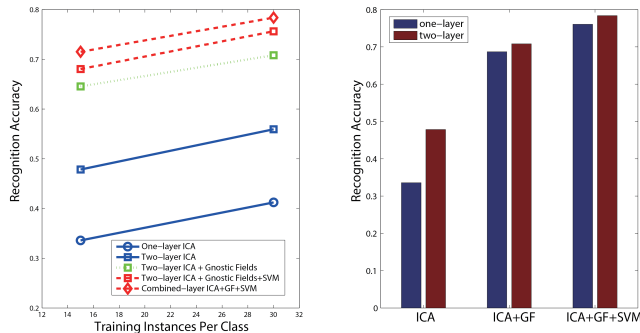 Recognition Accuracy
0.8
0.7
0.6
0.5
0.4
0.3
0.2
12 14 16 18 20 22 24 26 28 30 32
Training Instances Per Class
One-layer ICA
Two-layer ICA
Two-layer ICA + Gnostic Fields
Two-layer ICA + Gnostic Fields+SVM
Combined-layer ICA+GF+SVM
Recognition Accuracy
0.8
0.7
0.6
0.5
0.4
0.3
0.2
0.1
0
one-layer
two-layer
ICA ICA+GF ICA+GF+SVM